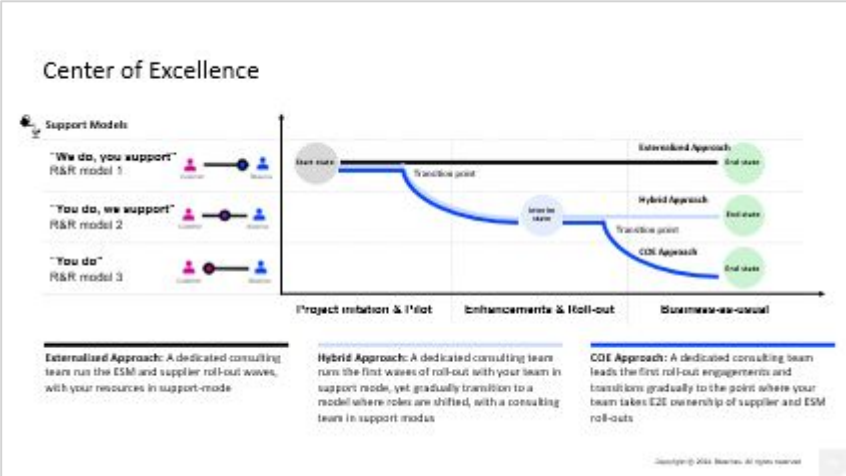 Center of Excellence
Support Models
"We do, you support"
R&R model 1
"You do, we support"
R&R model 2
"You do"
R&R model 3
Start state
Transition point
Externalized Approach
End state
Interim
state
Hybrid Approach
End state
Transition point
COE Approach
End state
Project initation & Pilot
Enhancements & Roll-out
Business-as-usual
Externalized Approach: A dedicated consulting
team run the ESM and supplier roll-out waves,
with your resources in support-mode
Hybrid Approach: A dedicated consulting team
runs the first waves of roll-out with your team in
support mode, yet gradually transition to a
model where roles are shifted, with a consulting
team in support modus
COE Approach: A dedicated consulting team
leads the first roll-out engagements and
transitions gradually to the point where your
team takes E2E ownership of supplier and ESM
roll-outs
All rights reserved